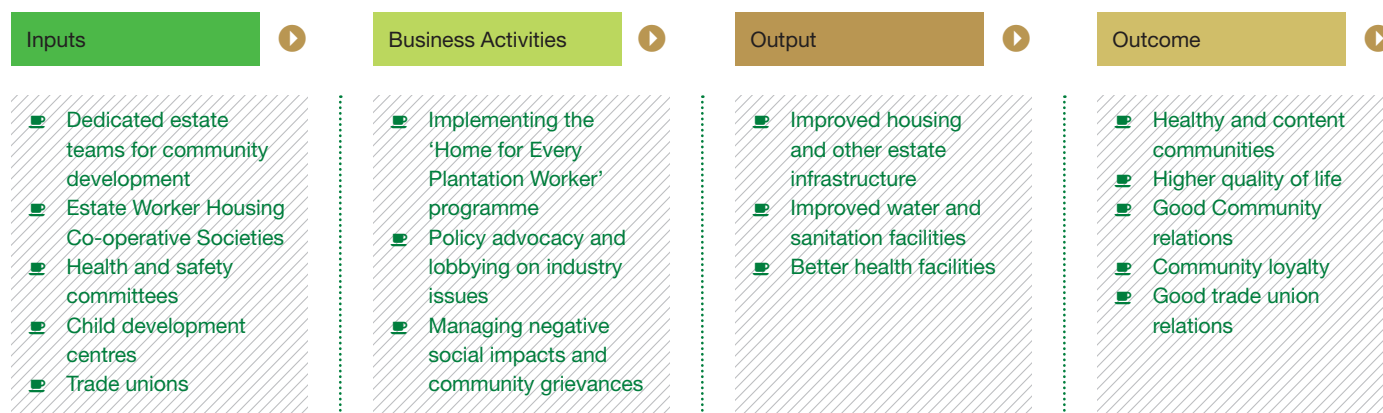 Inputs
Dedicated estate
teams for community
development
Estate Worker Housing
Co-operative Societies
Health and safety
committees
Child development
centres
Trade unions
Business Activities
Implementing the
‘Home for Every
Plantation Worker’
programme
Policy advocacy and
lobbying on industry
issues
Managing negative
social impacts and
community grievances
Output
Improved housing
and other estate
infrastructure
Improved water and
sanitation facilities
Better health facilities
Outcome
Healthy and content
communities
Higher quality of life
Good Community
relations
Community loyalty
Good trade union
relations